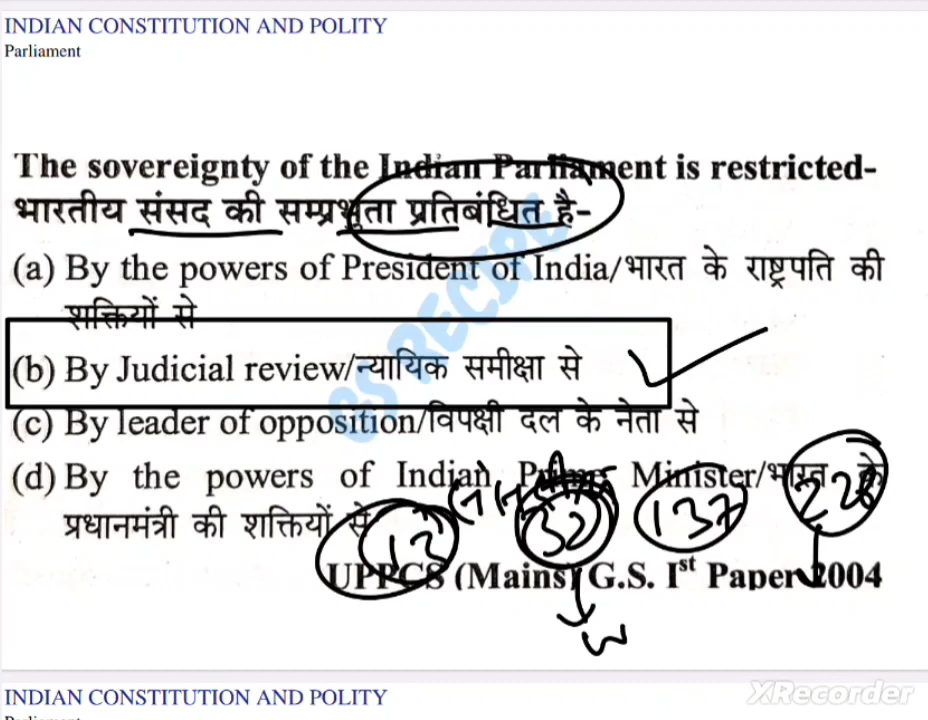 INDIAN CONSTITUTION AND POLITY
Parliament
The sovereignty of the Indian Parliament is restricted-
भारतीय संसद की सम्प्रभुता प्रतिबंधित है-
(a) By the powers of President of India/भारत के राष्ट्रपति की
शक्तियों से
(b) By Judicial review/न्यायिक समीक्षा से
(c) By leader of opposition/विपक्षी दल के नेता से
(d) By the powers of Indian Prime Minister/भारत के
प्रधानमंत्री की शक्तियों से
13 32 137 226
UPPCS (Mains) G.S. Ist Paper 2004
W
CS RECIPE
INDIAN CONSTITUTION AND POLITY
XRecorder